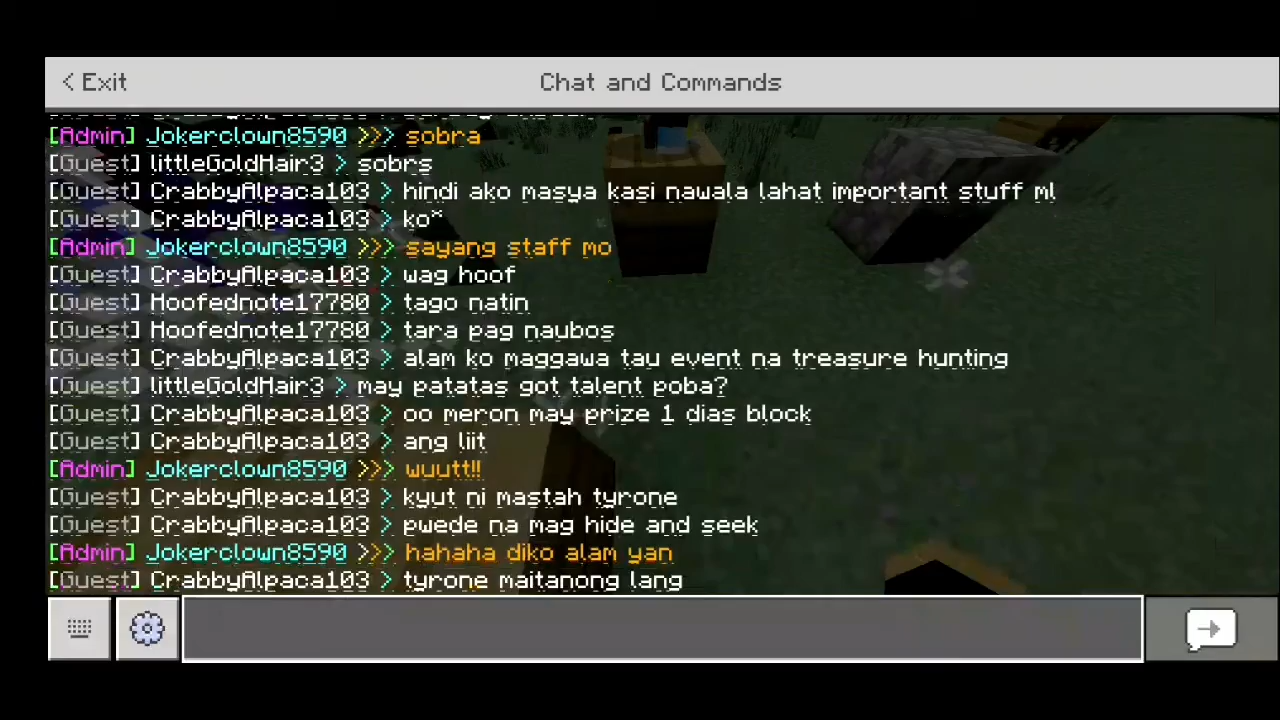 < Exit
Chat and Commands
[Admin] Jokerclown8590 >>> sobra
[Guest] littleGoldHair3 > sobrs
[Guest] CrabbyAlpaca103 > hindi ako masya kasi nawala lahat important stuff ml
[Guest] CrabbyAlpaca103 > ko*
[Admin] Jokerclown8590 >>> sayang staff mo
[Guest] CrabbyAlpaca103 > wag hoof
[Guest] Hoofednote17780 > tago natin
[Guest] Hoofednote17780 > tara pag naubos
[Guest] CrabbyAlpaca103 > alam ko maggawa tau event na treasure hunting
[Guest] littleGoldHair3 > may patatas got talent poba?
[Guest] CrabbyAlpaca103 > oo meron may prize 1 dias block
[Guest] CrabbyAlpaca103 > ang liit
[Admin] Jokerclown8590 >>> wuutt!!
[Guest] CrabbyAlpaca103 > kyut ni mastah tyrone
[Guest] CrabbyAlpaca103 > pwede na mag hide and seek
[Admin] Jokerclown8590 >>> hahaha diko alam yan
[Guest] CrabbyAlpaca103 > tyrone maitanong lang